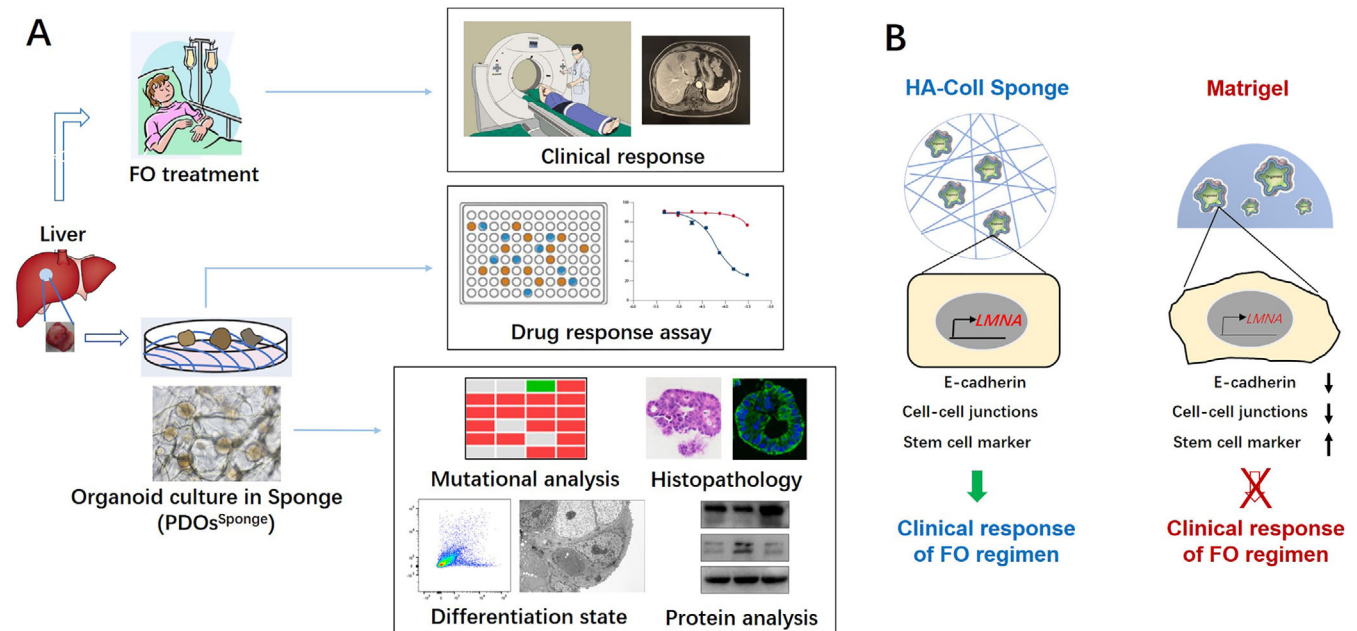 A
FO treatment
Clinical response
Liver
Drug response assay
Organoid culture in Sponge
(PDOsSponge)
Mutational analysis
Histopathology
Differentiation state
Protein analysis
B
HA-Coll Sponge
Matrigel
LMNA
LMNA
E-cadherin
Cell-cell junctions
Stem cell marker
E-cadherin
Cell-cell junctions
Stem cell marker
Clinical response
of FO regimen
Clinical response
of FO regimen